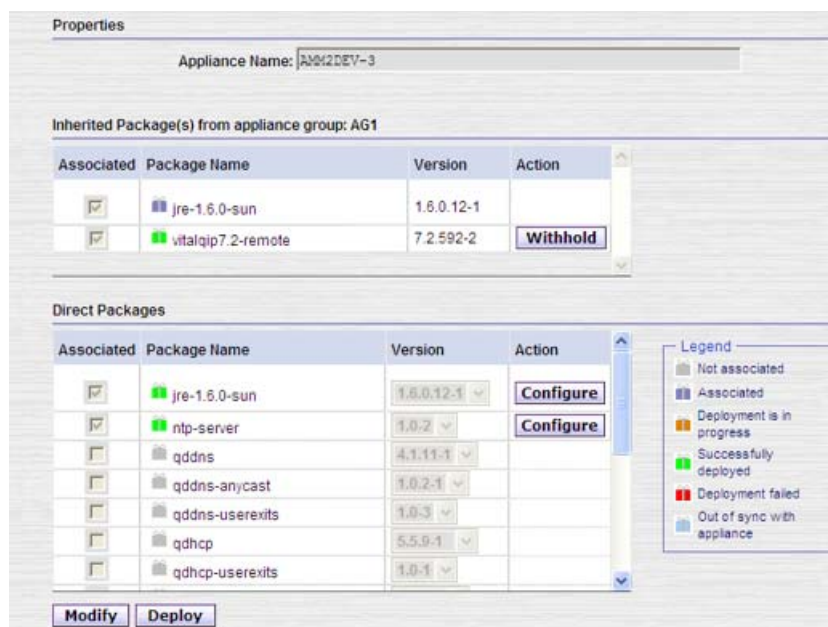 Properties
Appliance Name: AMM2DEV-3
Inherited Package(s) from appliance group: AG1
Associated Package Name Version Action
jre-1.6.0-sun 1.6.0.12-1
vitalqip7.2-remote 7.2.592-2 Withhold
Direct Packages
Associated Package Name Version Action
jre-1.6.0-sun 1.6.0.12-1 Configure
ntp-server 1.0-2 Configure
qddns 4.1.11-1
qddns-anycast 1.0.2-1
qddns-userexits 1.0-3
qdhcp 5.5.9-1
qdhcp-userexits 1.0-1
Legend
Not associated
Associated
Deployment is in
progress
Successfully
deployed
Deployment failed
Out of sync with
appliance
Modify Deploy